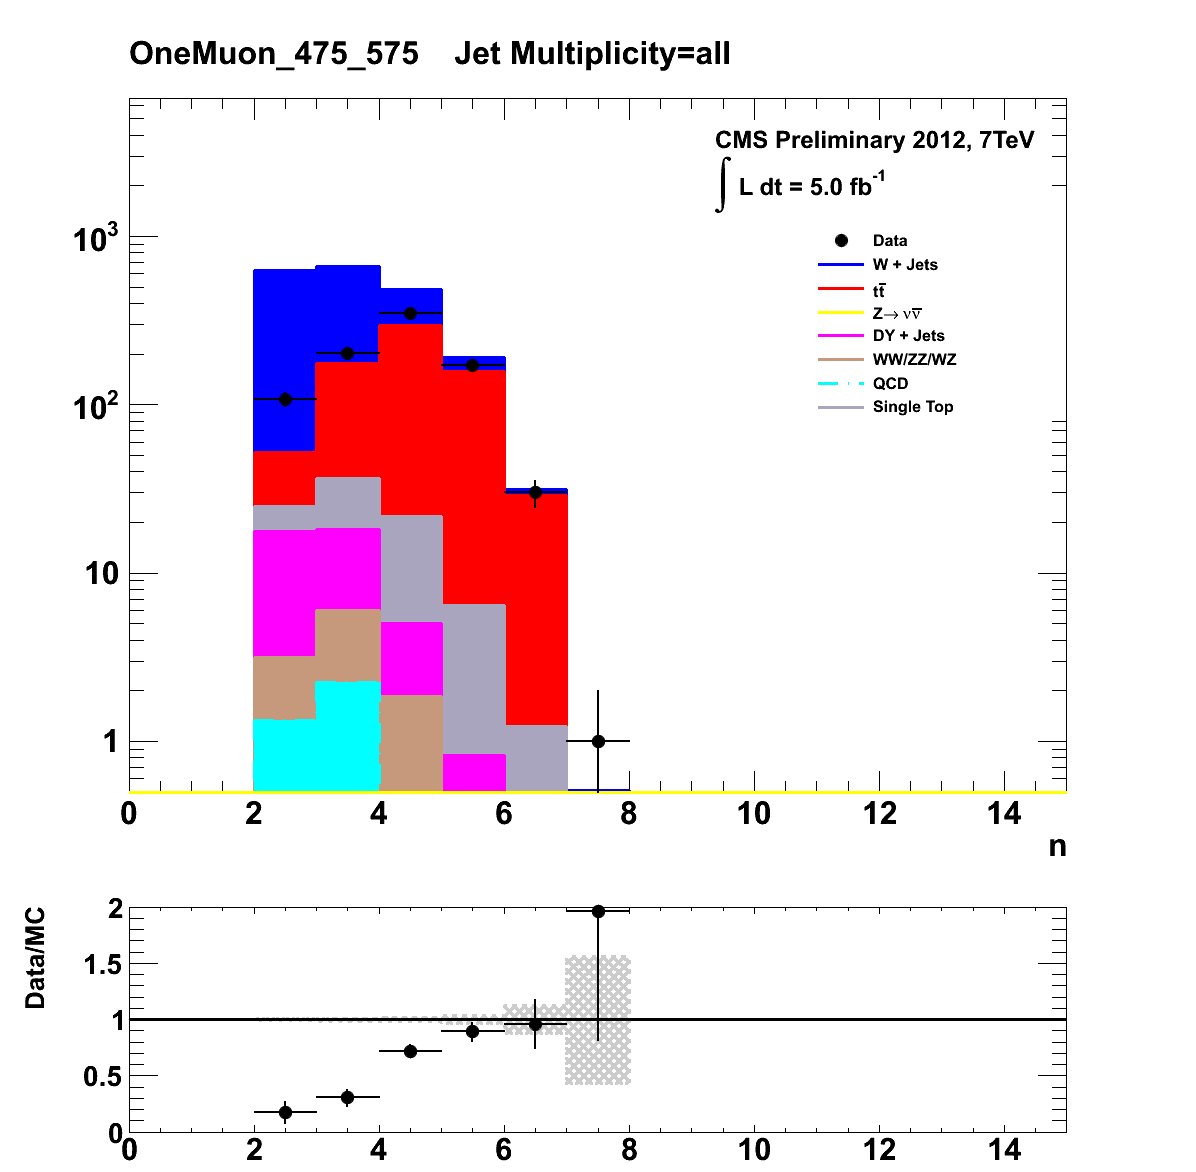 OneMuon_475_575 Jet Multiplicity=all
CMS Preliminary 2012, 7TeV
∫ L dt = 5.0 fb⁻¹
Data
W + Jets
tt̅
Z→ νν̅
DY + Jets
WW/ZZ/WZ
QCD
Single Top
10³
10²
10
1
0 2 4 6 8 10 12 14
n
Data/MC
2
1.5
1
0.5
0
0 2 4 6 8 10 12 14